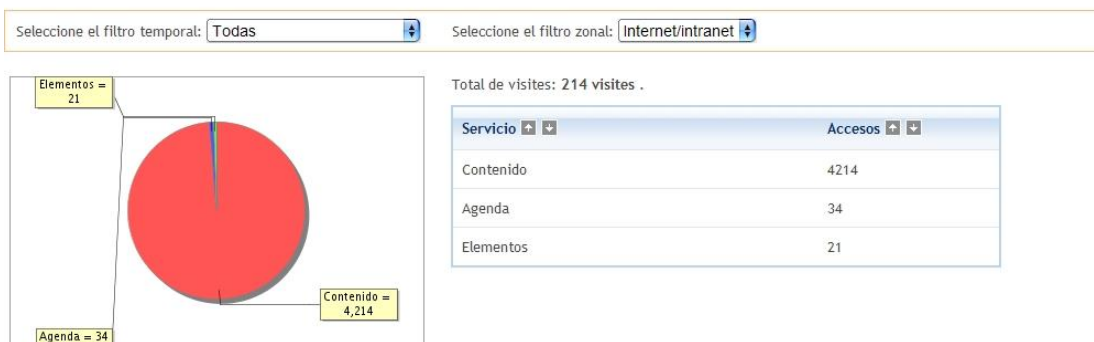 Seleccione el filtro temporal: Todas
Seleccione el filtro zonal: Internet/intranet
Elementos =
21
Contenido =
4,214
Agenda = 34
Total de visites: 214 visites .
Servicio Accesos
Contenido 4214
Agenda 34
Elementos 21